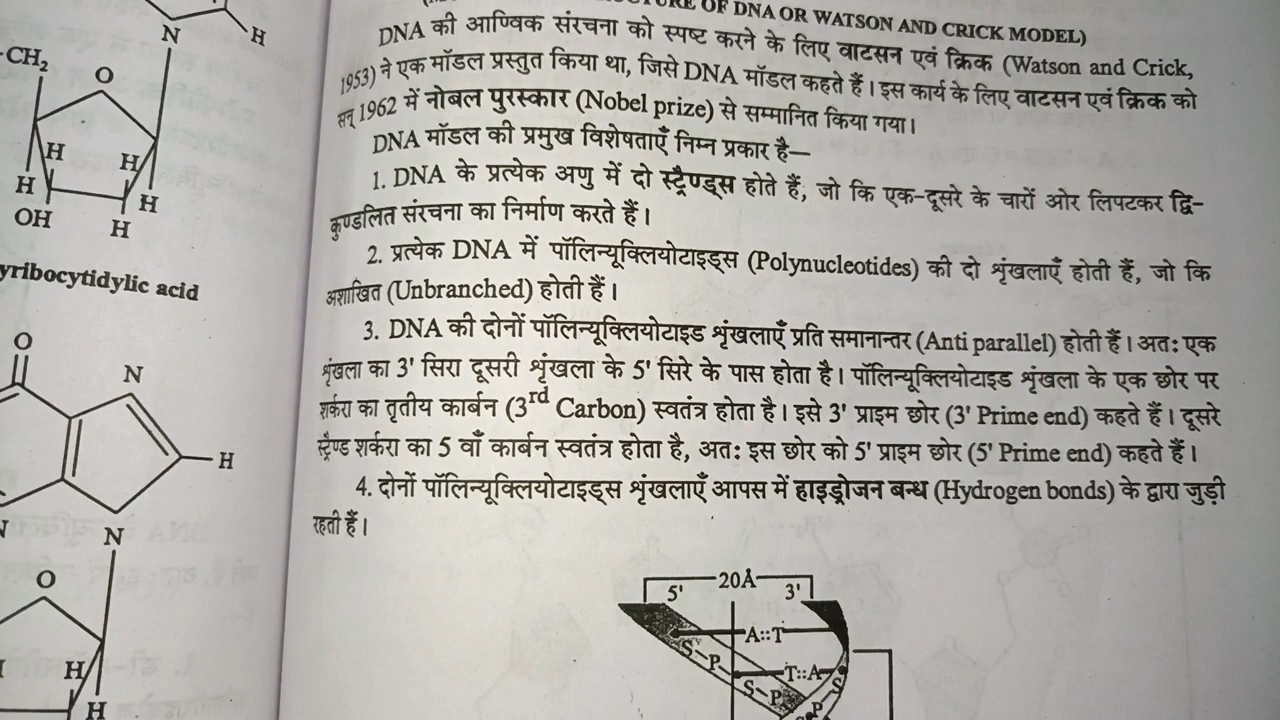 OF DNA OR WATSON AND CRICK MODEL)
DNA की आण्विक संरचना को स्पष्ट करने के लिए वाटसन एवं क्रिक (Watson and Crick,
1953) ने एक मॉडल प्रस्तुत किया था, जिसे DNA मॉडल कहते हैं। इस कार्य के लिए वाटसन एवं क्रिक को
सन् 1962 में नोबल पुरस्कार (Nobel prize) से सम्मानित किया गया।
DNA मॉडल की प्रमुख विशेषताएँ निम्न प्रकार है—
1. DNA के प्रत्येक अणु में दो स्ट्रैण्ड्स होते हैं, जो कि एक-दूसरे के चारों ओर लिपटकर द्वि-
कुण्डलित संरचना का निर्माण करते हैं।
2. प्रत्येक DNA में पॉलिन्यूक्लियोटाइड्स (Polynucleotides) की दो शृंखलाएँ होती हैं, जो कि
अशाखित (Unbranched) होती हैं।
3. DNA की दोनों पॉलिन्यूक्लियोटाइड शृंखलाएँ प्रति समानान्तर (Anti parallel) होती हैं। अतः एक
शृंखला का 3' सिरा दूसरी शृंखला के 5' सिरे के पास होता है। पॉलिन्यूक्लियोटाइड शृंखला के एक छोर पर
शर्करा का तृतीय कार्बन (3rd Carbon) स्वतंत्र होता है। इसे 3' प्राइम छोर (3' Prime end) कहते हैं। दूसरे
स्ट्रैण्ड शर्करा का 5 वाँ कार्बन स्वतंत्र होता है, अतः इस छोर को 5' प्राइम छोर (5' Prime end) कहते हैं।
4. दोनों पॉलिन्यूक्लियोटाइड्स शृंखलाएँ आपस में हाइड्रोजन बन्ध (Hydrogen bonds) के द्वारा जुड़ी
रहती हैं।
20Å
5' 3'
A::T
S–P
T::A
S–P
P–S
N H
-CH2
O
H H
H H
OH H
yribocytidylic acid
O
N
H
N
O
H
H